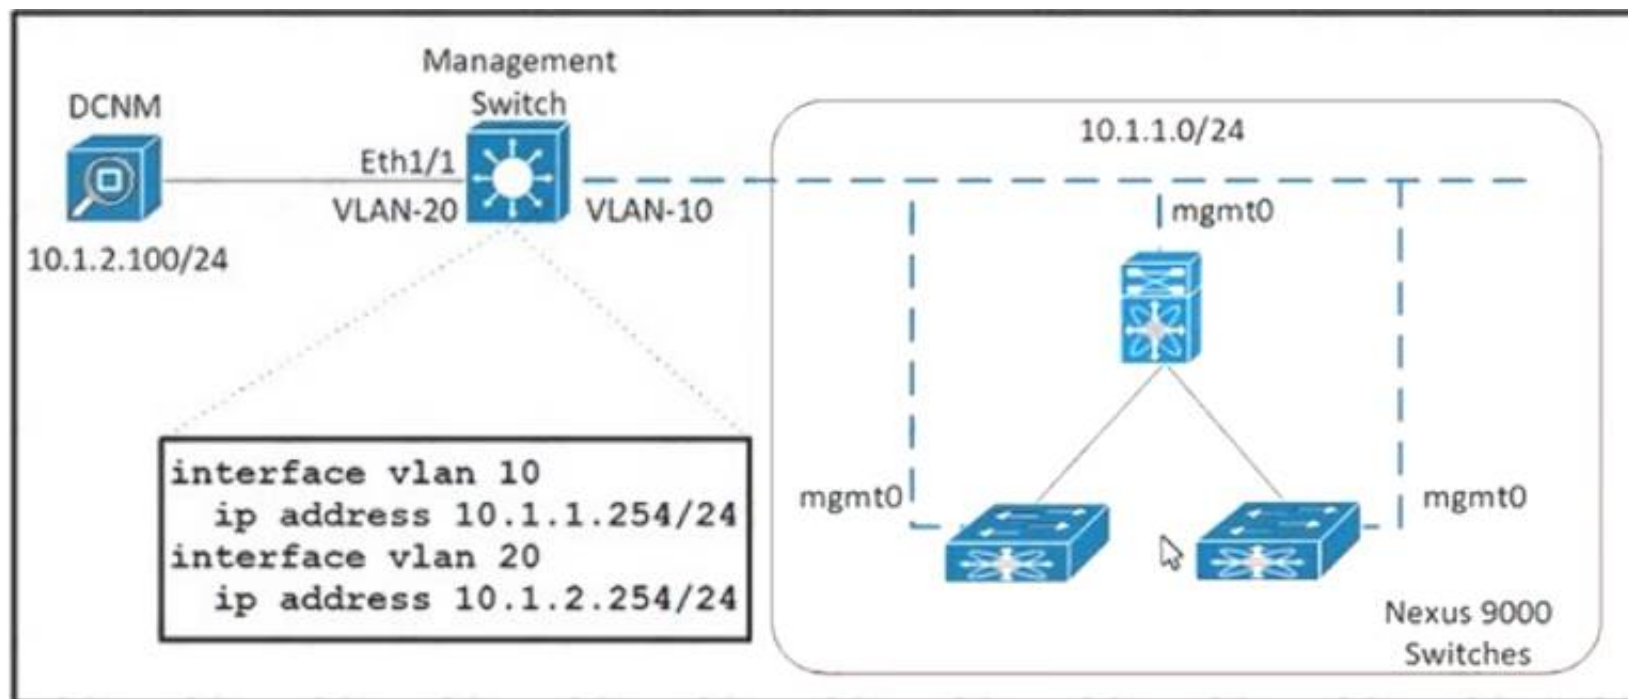 DCNM
10.1.2.100/24
Management
Switch
Eth1/1
VLAN-20
VLAN-10
10.1.1.0/24
mgmt0
mgmt0
mgmt0
Nexus 9000
Switches
interface vlan 10
ip address 10.1.1.254/24
interface vlan 20
ip address 10.1.2.254/24